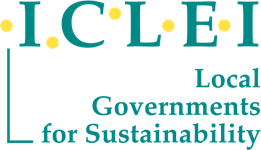 I.C.L.E.I
Local
Governments
for Sustainability